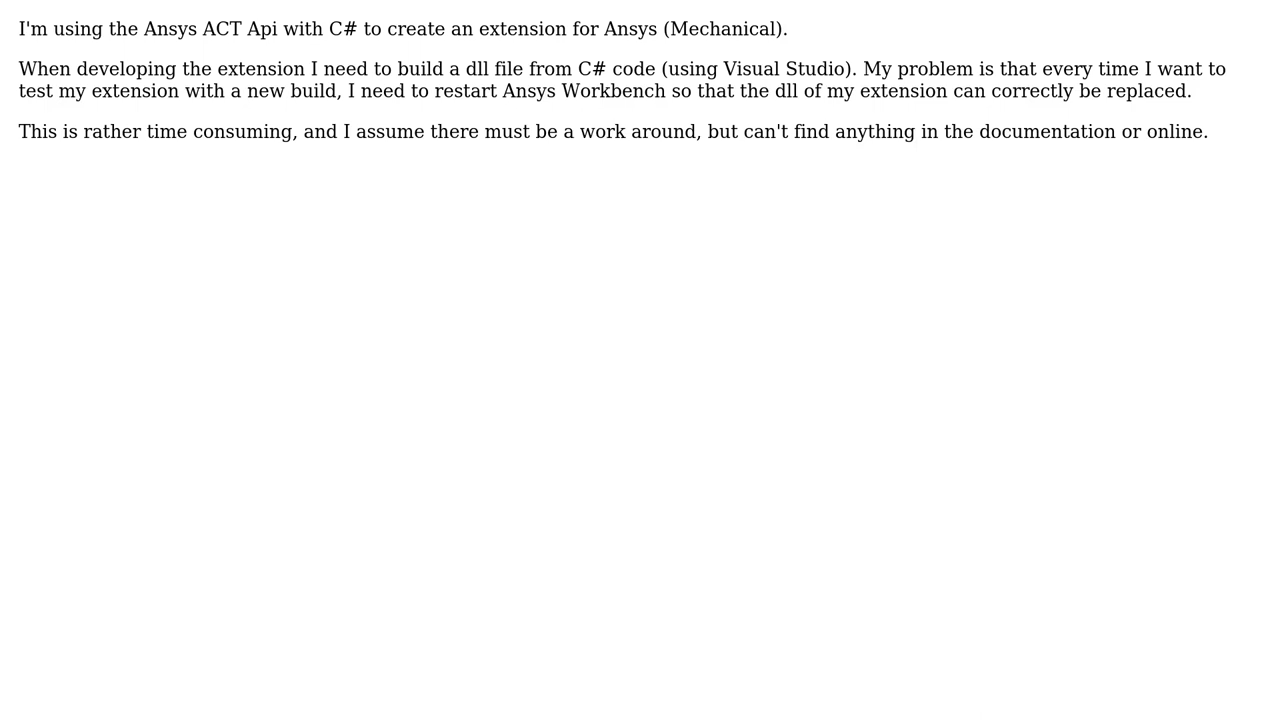 I'm using the Ansys ACT Api with C# to create an extension for Ansys (Mechanical).
When developing the extension I need to build a dll file from C# code (using Visual Studio). My problem is that every time I want to
test my extension with a new build, I need to restart Ansys Workbench so that the dll of my extension can correctly be replaced.
This is rather time consuming, and I assume there must be a work around, but can't find anything in the documentation or online.